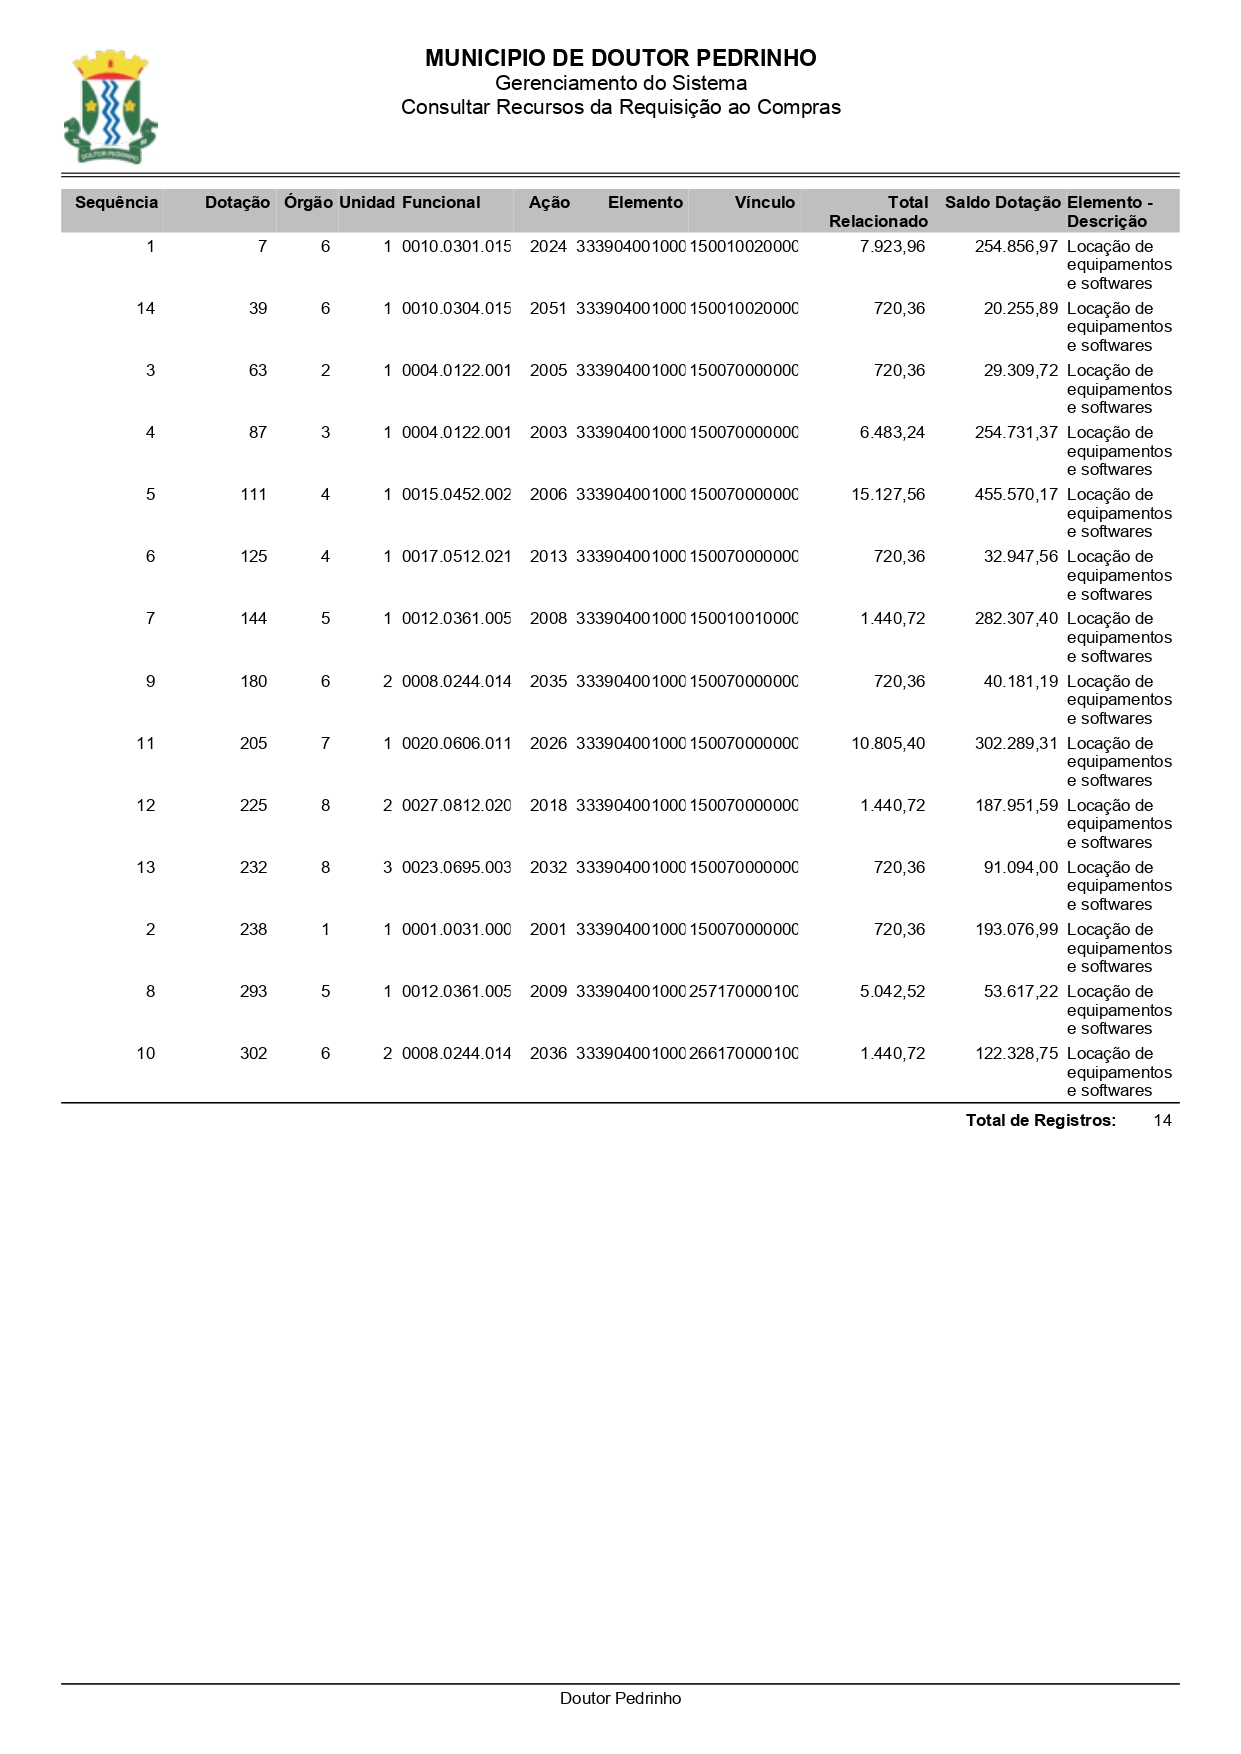 MUNICIPIO DE DOUTOR PEDRINHO
Gerenciamento do Sistema
Consultar Recursos da Requisição ao Compras
DOUTOR PEDRINHO
Sequência Dotação Órgão Unidad Funcional Ação Elemento Vínculo Total Relacionado Saldo Dotação Elemento - Descrição
1 7 6 1 0010.0301.015 2024 333904001000 150010020000 7.923,96 254.856,97 Locação de
equipamentos
e softwares
14 39 6 1 0010.0304.015 2051 333904001000 150010020000 720,36 20.255,89 Locação de
equipamentos
e softwares
3 63 2 1 0004.0122.001 2005 333904001000 150070000000 720,36 29.309,72 Locação de
equipamentos
e softwares
4 87 3 1 0004.0122.001 2003 333904001000 150070000000 6.483,24 254.731,37 Locação de
equipamentos
e softwares
5 111 4 1 0015.0452.002 2006 333904001000 150070000000 15.127,56 455.570,17 Locação de
equipamentos
e softwares
6 125 4 1 0017.0512.021 2013 333904001000 150070000000 720,36 32.947,56 Locação de
equipamentos
e softwares
7 144 5 1 0012.0361.005 2008 333904001000 150010010000 1.440,72 282.307,40 Locação de
equipamentos
e softwares
9 180 6 2 0008.0244.014 2035 333904001000 150070000000 720,36 40.181,19 Locação de
equipamentos
e softwares
11 205 7 1 0020.0606.011 2026 333904001000 150070000000 10.805,40 302.289,31 Locação de
equipamentos
e softwares
12 225 8 2 0027.0812.020 2018 333904001000 150070000000 1.440,72 187.951,59 Locação de
equipamentos
e softwares
13 232 8 3 0023.0695.003 2032 333904001000 150070000000 720,36 91.094,00 Locação de
equipamentos
e softwares
2 238 1 1 0001.0031.000 2001 333904001000 150070000000 720,36 193.076,99 Locação de
equipamentos
e softwares
8 293 5 1 0012.0361.005 2009 333904001000 257170000100 5.042,52 53.617,22 Locação de
equipamentos
e softwares
10 302 6 2 0008.0244.014 2036 333904001000 266170000100 1.440,72 122.328,75 Locação de
equipamentos
e softwares
Total de Registros: 14
Doutor Pedrinho